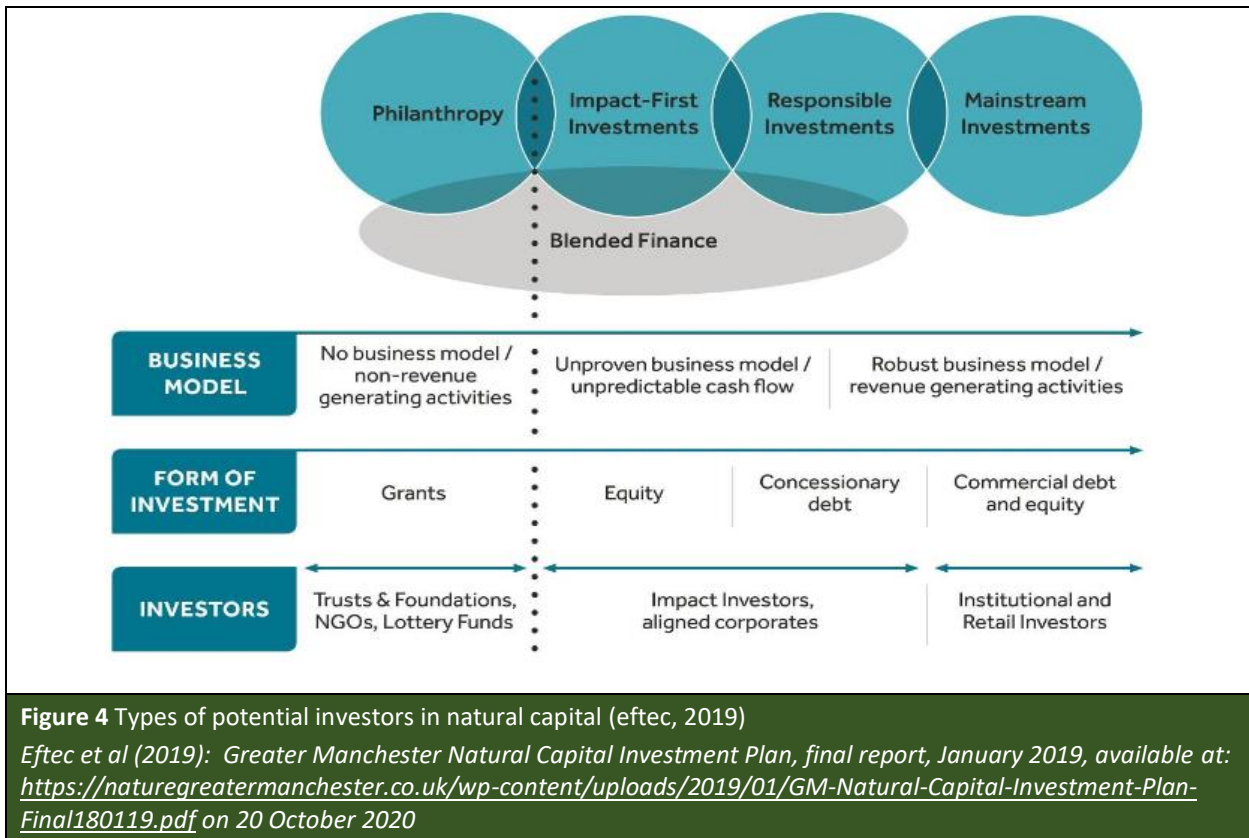 Philanthropy
Impact-First
Investments
Responsible
Investments
Mainstream
Investments
Blended Finance
BUSINESS
MODEL
No business model /
non-revenue
generating activities
Unproven business model /
unpredictable cash flow
Robust business model /
revenue generating activities
FORM OF
INVESTMENT
Grants
Equity
Concessionary
debt
Commercial debt
and equity
INVESTORS
Trusts & Foundations,
NGOs, Lottery Funds
Impact Investors,
aligned corporates
Institutional and
Retail Investors
Figure 4 Types of potential investors in natural capital (eftec, 2019)
Eftec et al (2019): Greater Manchester Natural Capital Investment Plan, final report, January 2019, available at:
https://naturegreatermanchester.co.uk/wp-content/uploads/2019/01/GM-Natural-Capital-Investment-Plan-
Final180119.pdf on 20 October 2020